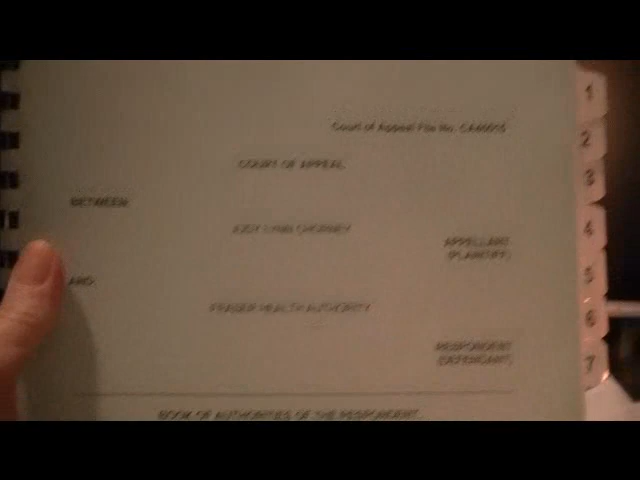 Court of Appeal File No.
COURT OF APPEAL
BETWEEN
APPELLANT
(PLAINTIFF)
AND
FRASER HEALTH AUTHORITY
RESPONDENT
(DEFENDANT)
BOOK OF AUTHORITIES OF THE RESPONDENT
1
2
3
4
5
6
7